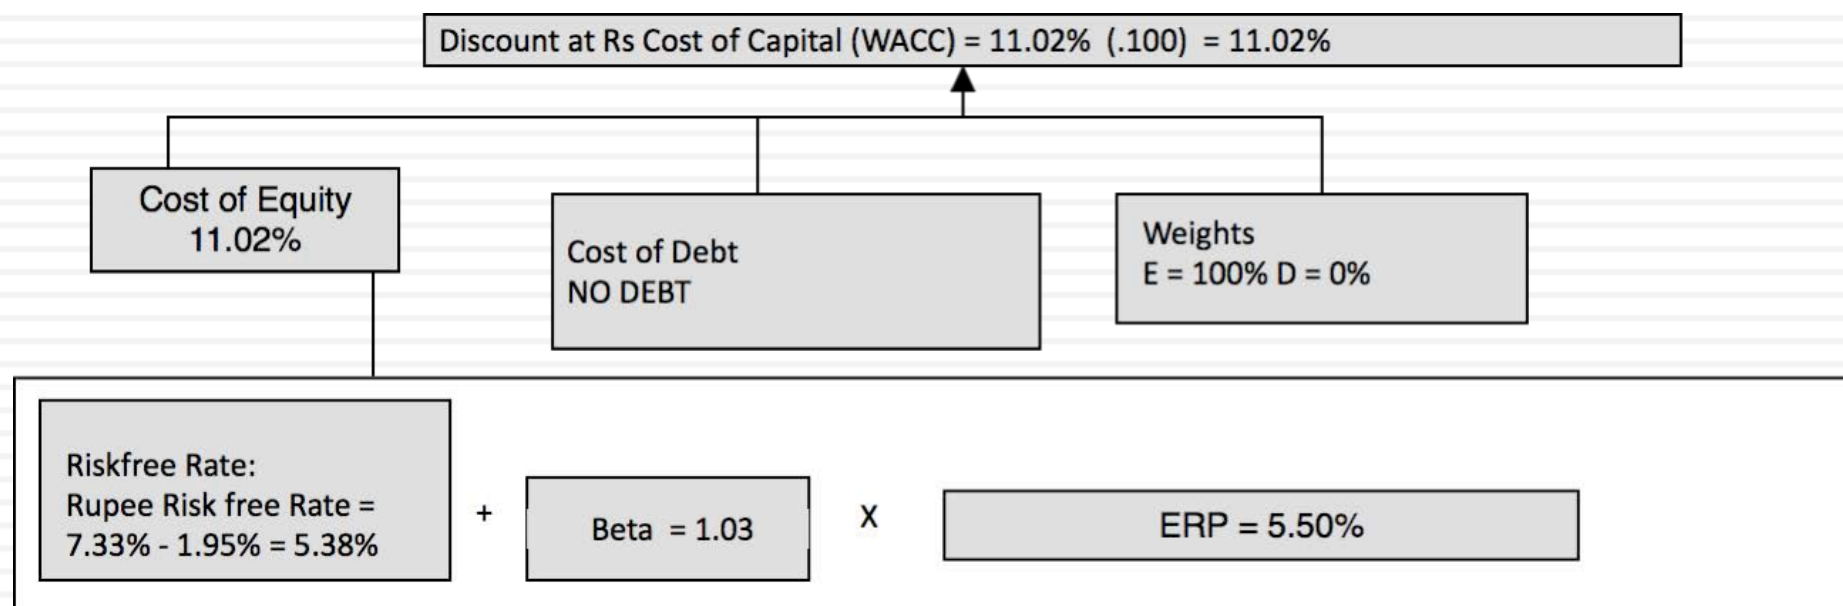 Discount at Rs Cost of Capital (WACC) = 11.02% (.100) = 11.02%
Cost of Equity
11.02%
Cost of Debt
NO DEBT
Weights
E = 100% D = 0%
Riskfree Rate:
Rupee Risk free Rate =
7.33% - 1.95% = 5.38%
+
Beta = 1.03
X
ERP = 5.50%